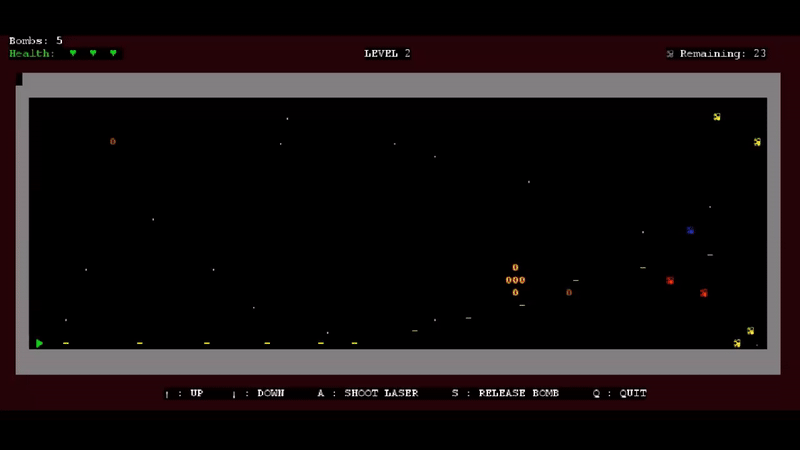 Bombs: 5
Health: ♥ ♥ ♥
LEVEL 2
Remaining: 23
↑ : UP ↓ : DOWN A : SHOOT LASER S : RELEASE BOMB Q : QUIT